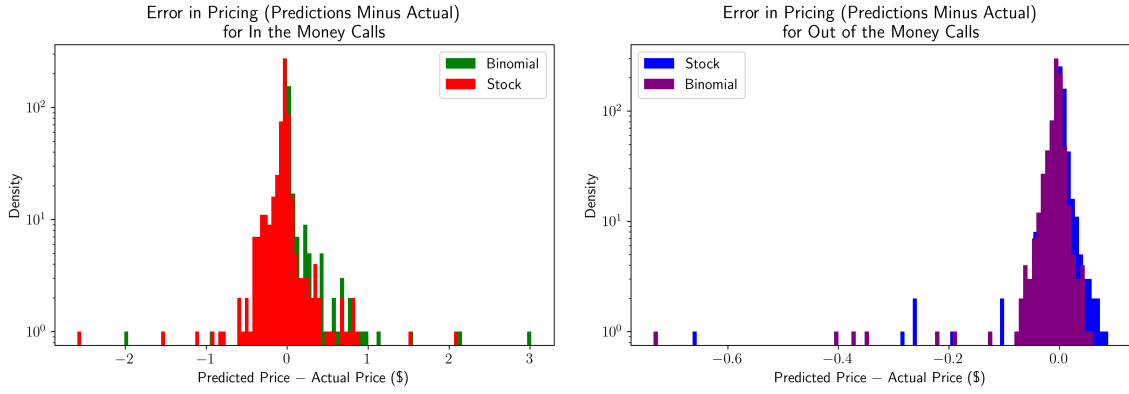 Error in Pricing (Predictions Minus Actual)
for In the Money Calls
Binomial
Stock
10²
10¹
10⁰
Density
−2
−1
0
1
2
3
Predicted Price − Actual Price ($)
Error in Pricing (Predictions Minus Actual)
for Out of the Money Calls
Stock
Binomial
10²
10¹
10⁰
Density
−0.6
−0.4
−0.2
0.0
Predicted Price − Actual Price ($)